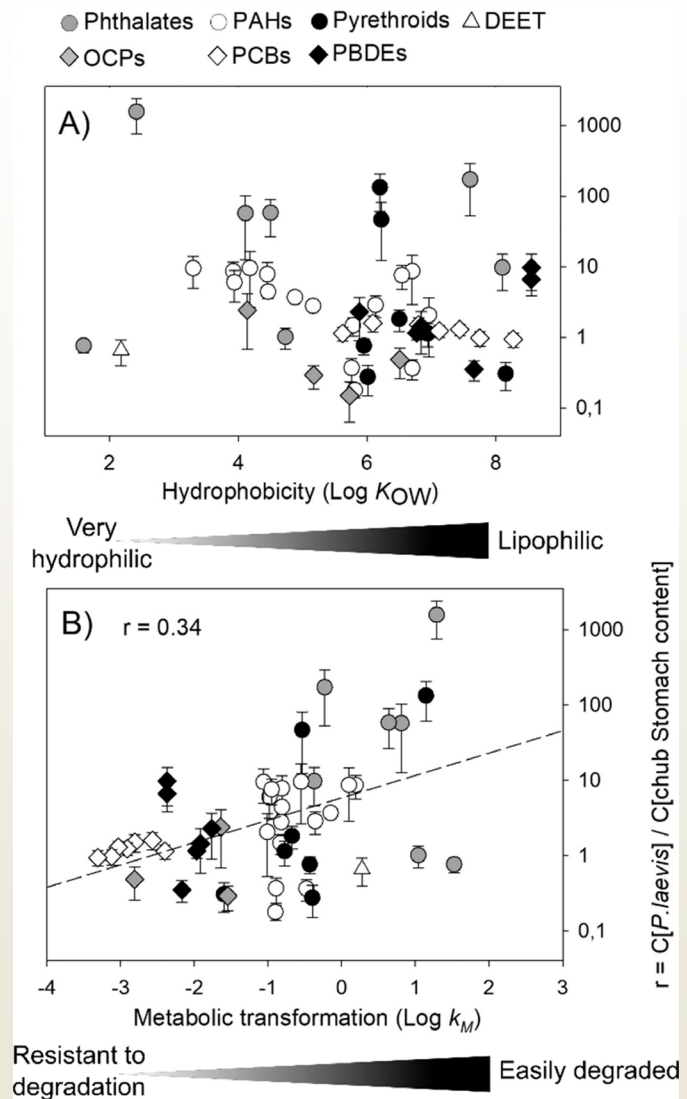 Phthalates PAHs Pyrethroids DEET
OCPs PCBs PBDEs
A)
1000
100
10
1
0,1
2 4 6 8
Hydrophobicity (Log KOW)
Very
hydrophilic
Lipophilic
B) r = 0.34
1000
100
10
1
0,1
-4 -3 -2 -1 0 1 2 3
Metabolic transformation (Log kM)
Resistant to
degradation
Easily degraded
r = C[P.laevis] / C[chub Stomach content]